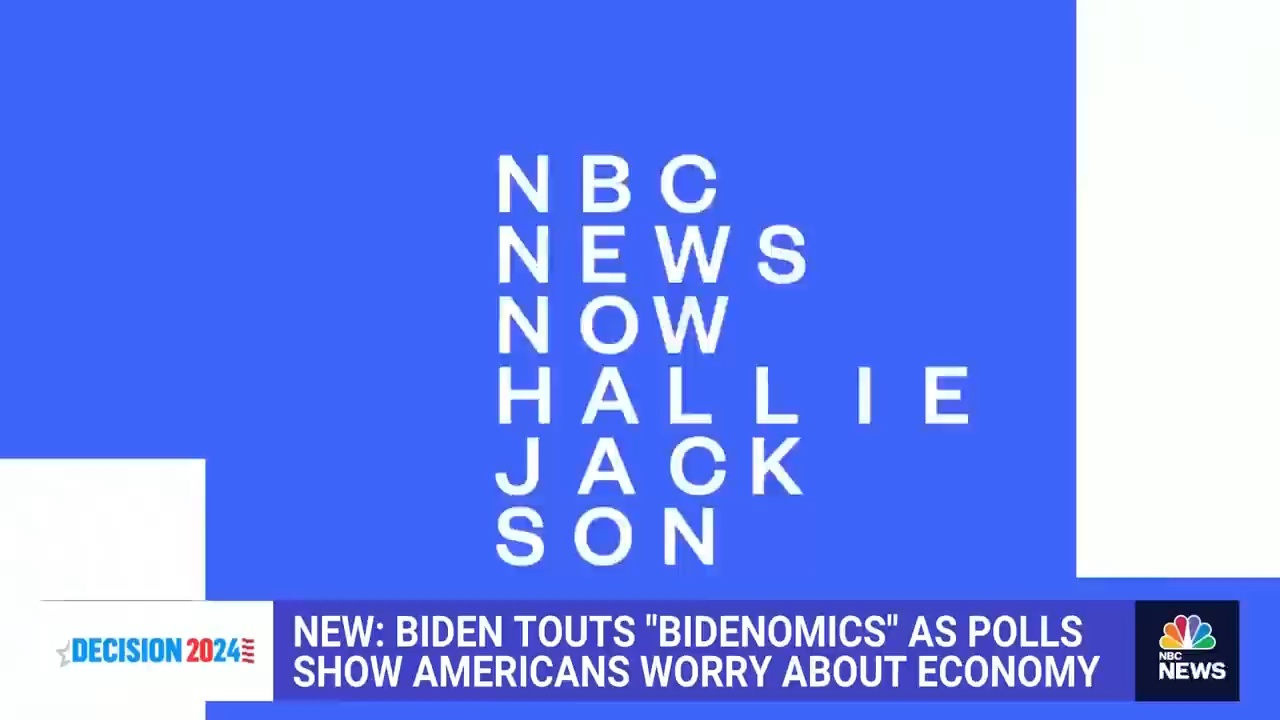 NBC
NEWS
NOW
HALLIE
JACK
SON
DECISION 2024
NEW: BIDEN TOUTS "BIDENOMICS" AS POLLS
SHOW AMERICANS WORRY ABOUT ECONOMY
NBC
NEWS